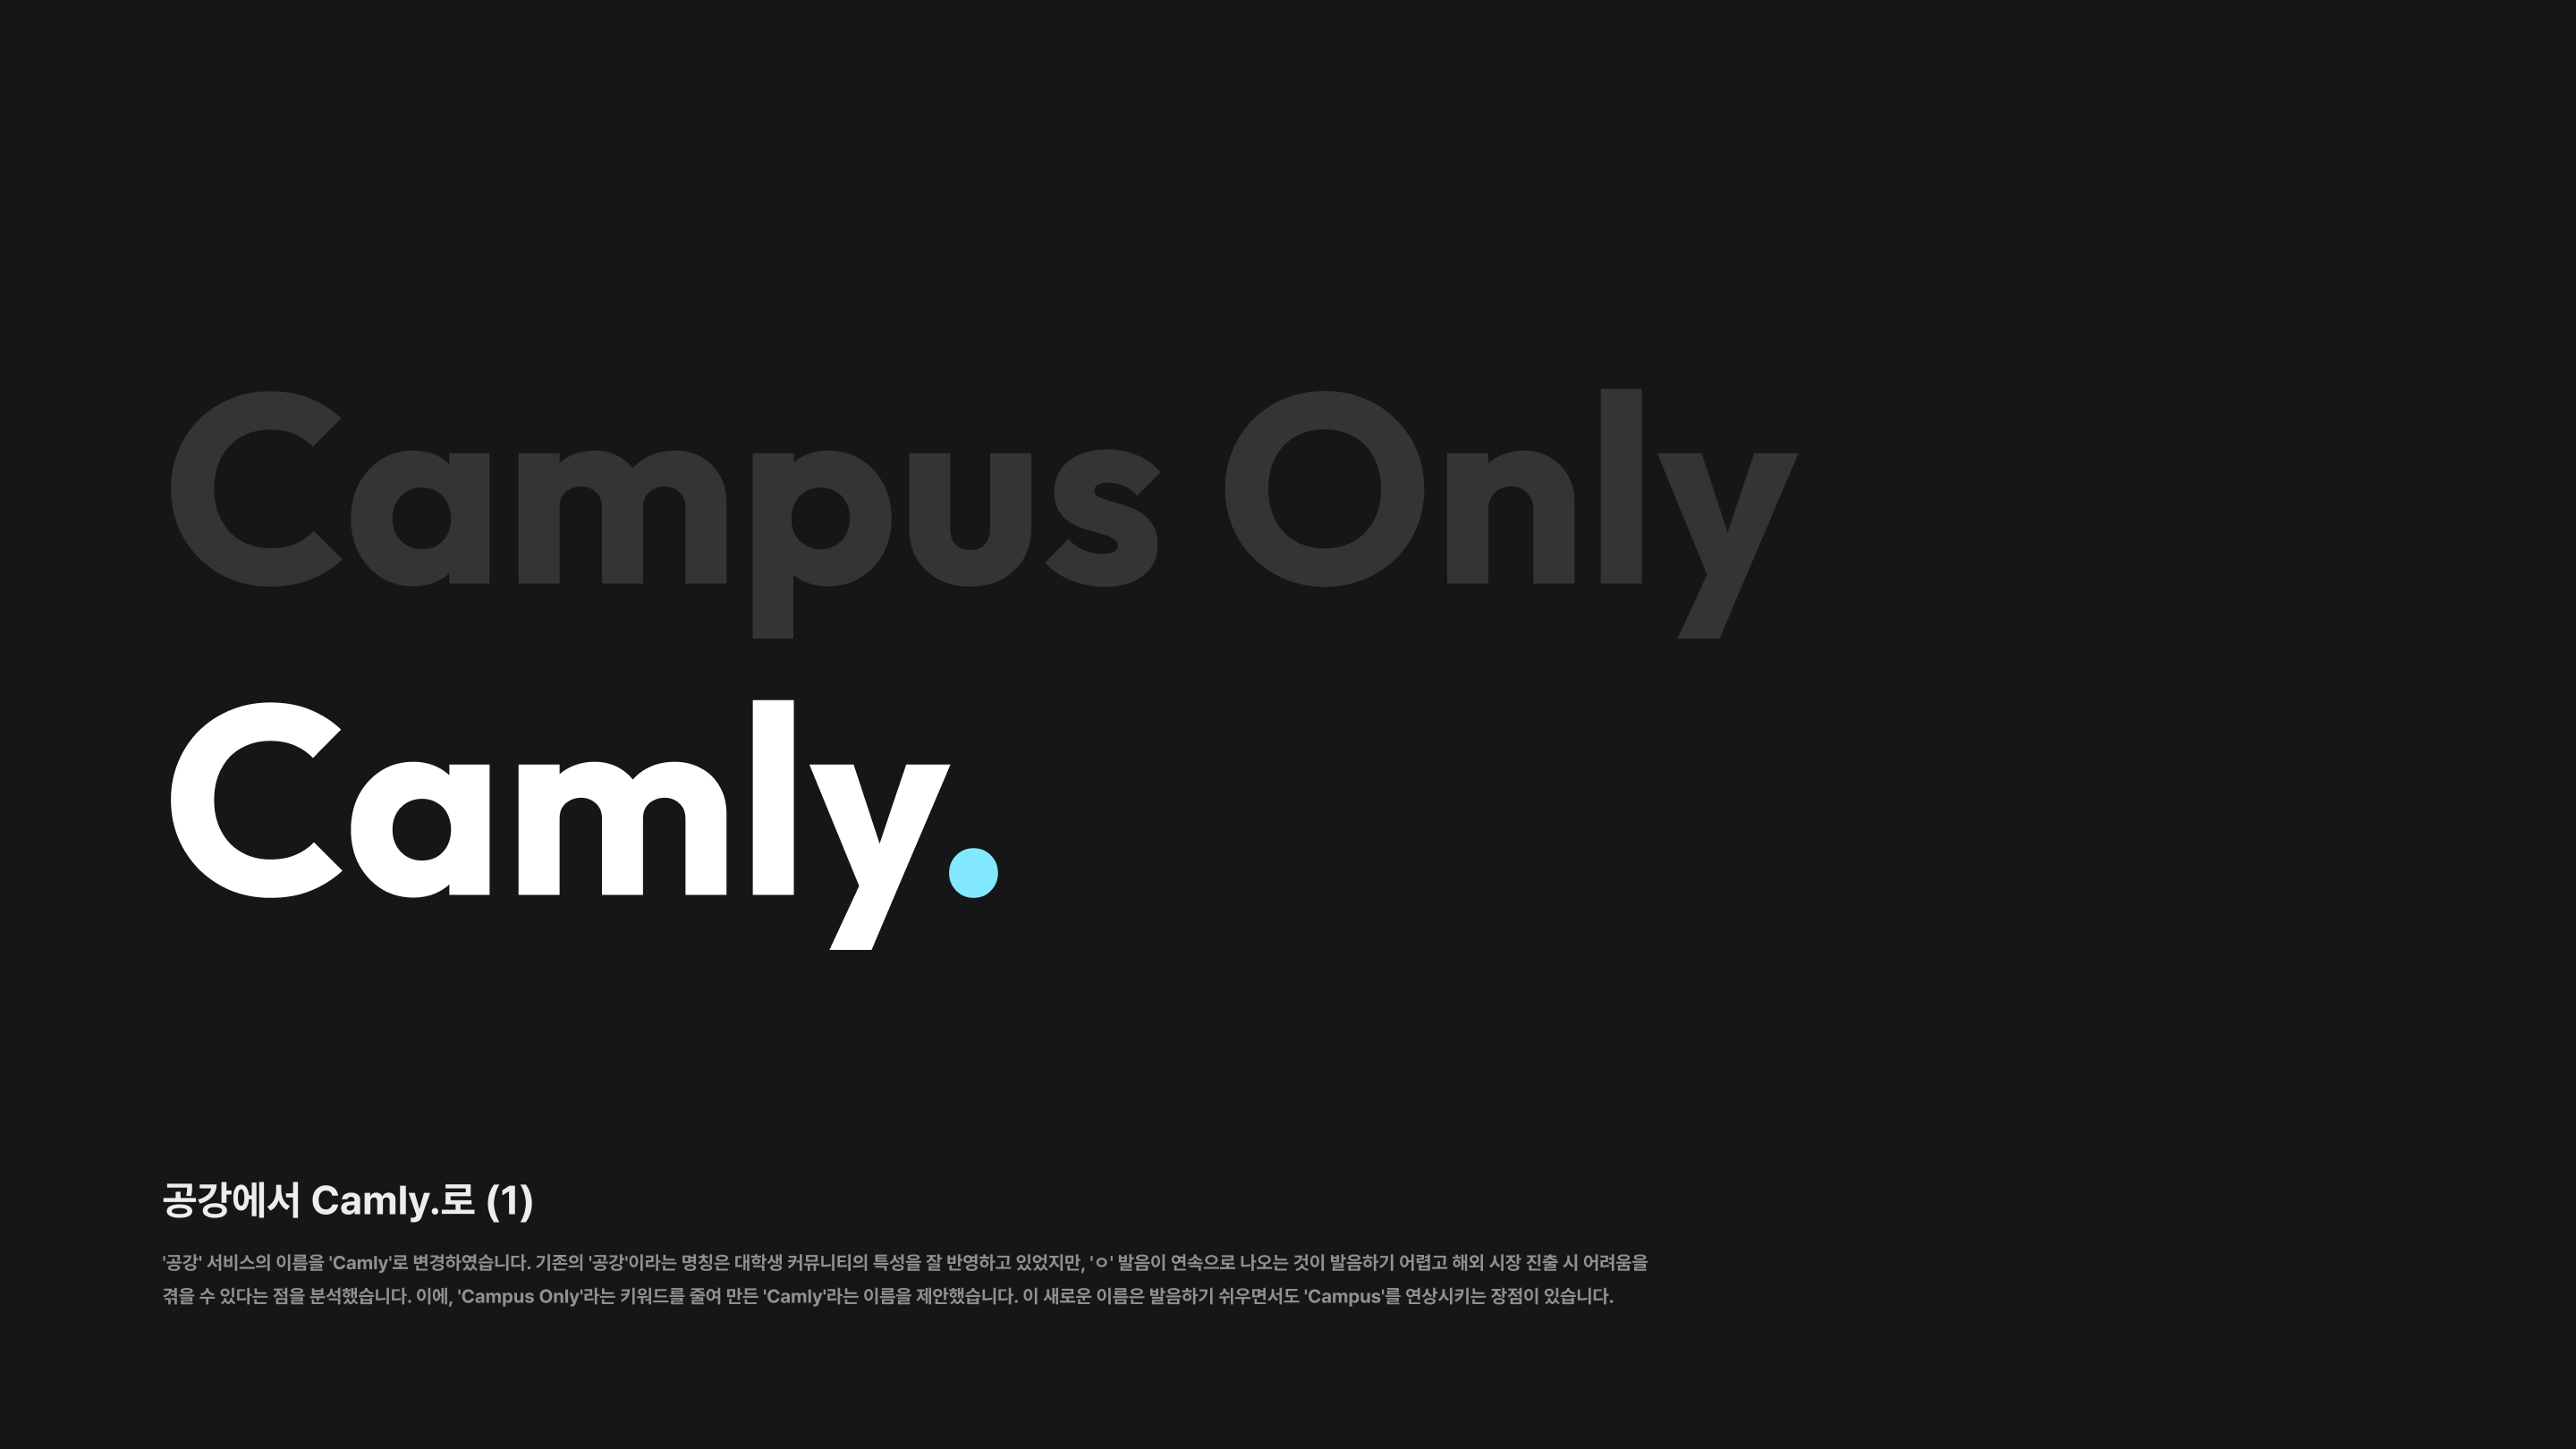 Campus Only
Camly.
공강에서 Camly.로 (1)
'공강' 서비스의 이름을 'Camly'로 변경하였습니다. 기존의 '공강'이라는 명칭은 대학생 커뮤니티의 특성을 잘 반영하고 있었지만, 'ㅇ' 발음이 연속으로 나오는 것이 발음하기 어렵고 해외 시장 진출 시 어려움을
겪을 수 있다는 점을 분석했습니다. 이에, 'Campus Only'라는 키워드를 줄여 만든 'Camly'라는 이름을 제안했습니다. 이 새로운 이름은 발음하기 쉬우면서도 'Campus'를 연상시키는 장점이 있습니다.